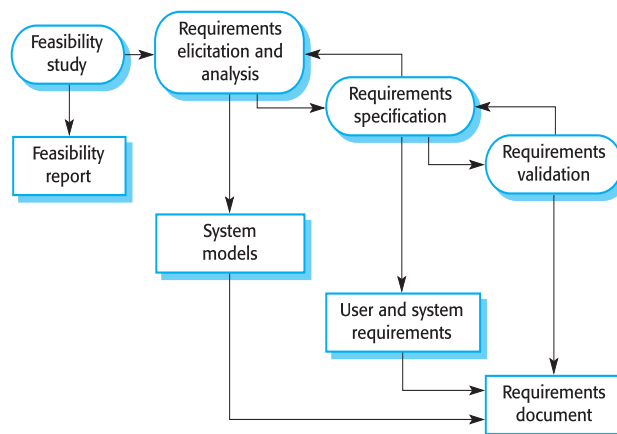 Feasibility
study
Requirements
elicitation and
analysis
Requirements
specification
Requirements
validation
Feasibility
report
System
models
User and system
requirements
Requirements
document